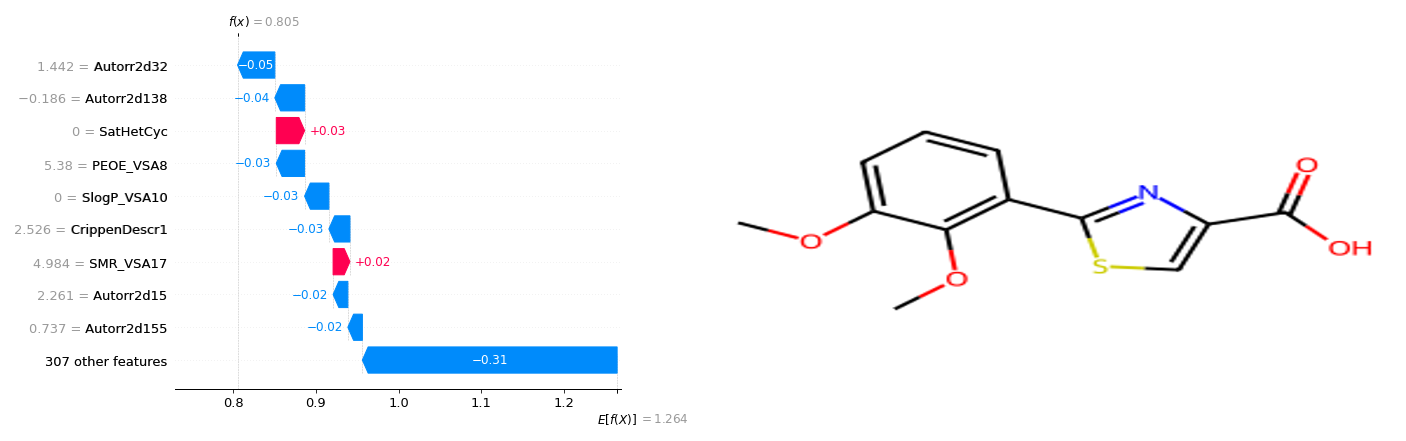 f(x) = 0.805
1.442 = Autorr2d32
−0.05
−0.186 = Autorr2d138
−0.04
0 = SatHetCyc
+0.03
5.38 = PEOE_VSA8
−0.03
0 = SlogP_VSA10
−0.03
2.526 = CrippenDescr1
−0.03
4.984 = SMR_VSA17
+0.02
2.261 = Autorr2d15
−0.02
0.737 = Autorr2d155
−0.02
307 other features
−0.31
0.8 0.9 1.0 1.1 1.2
E[f(X)] = 1.264
O
N
OH
O
S
O